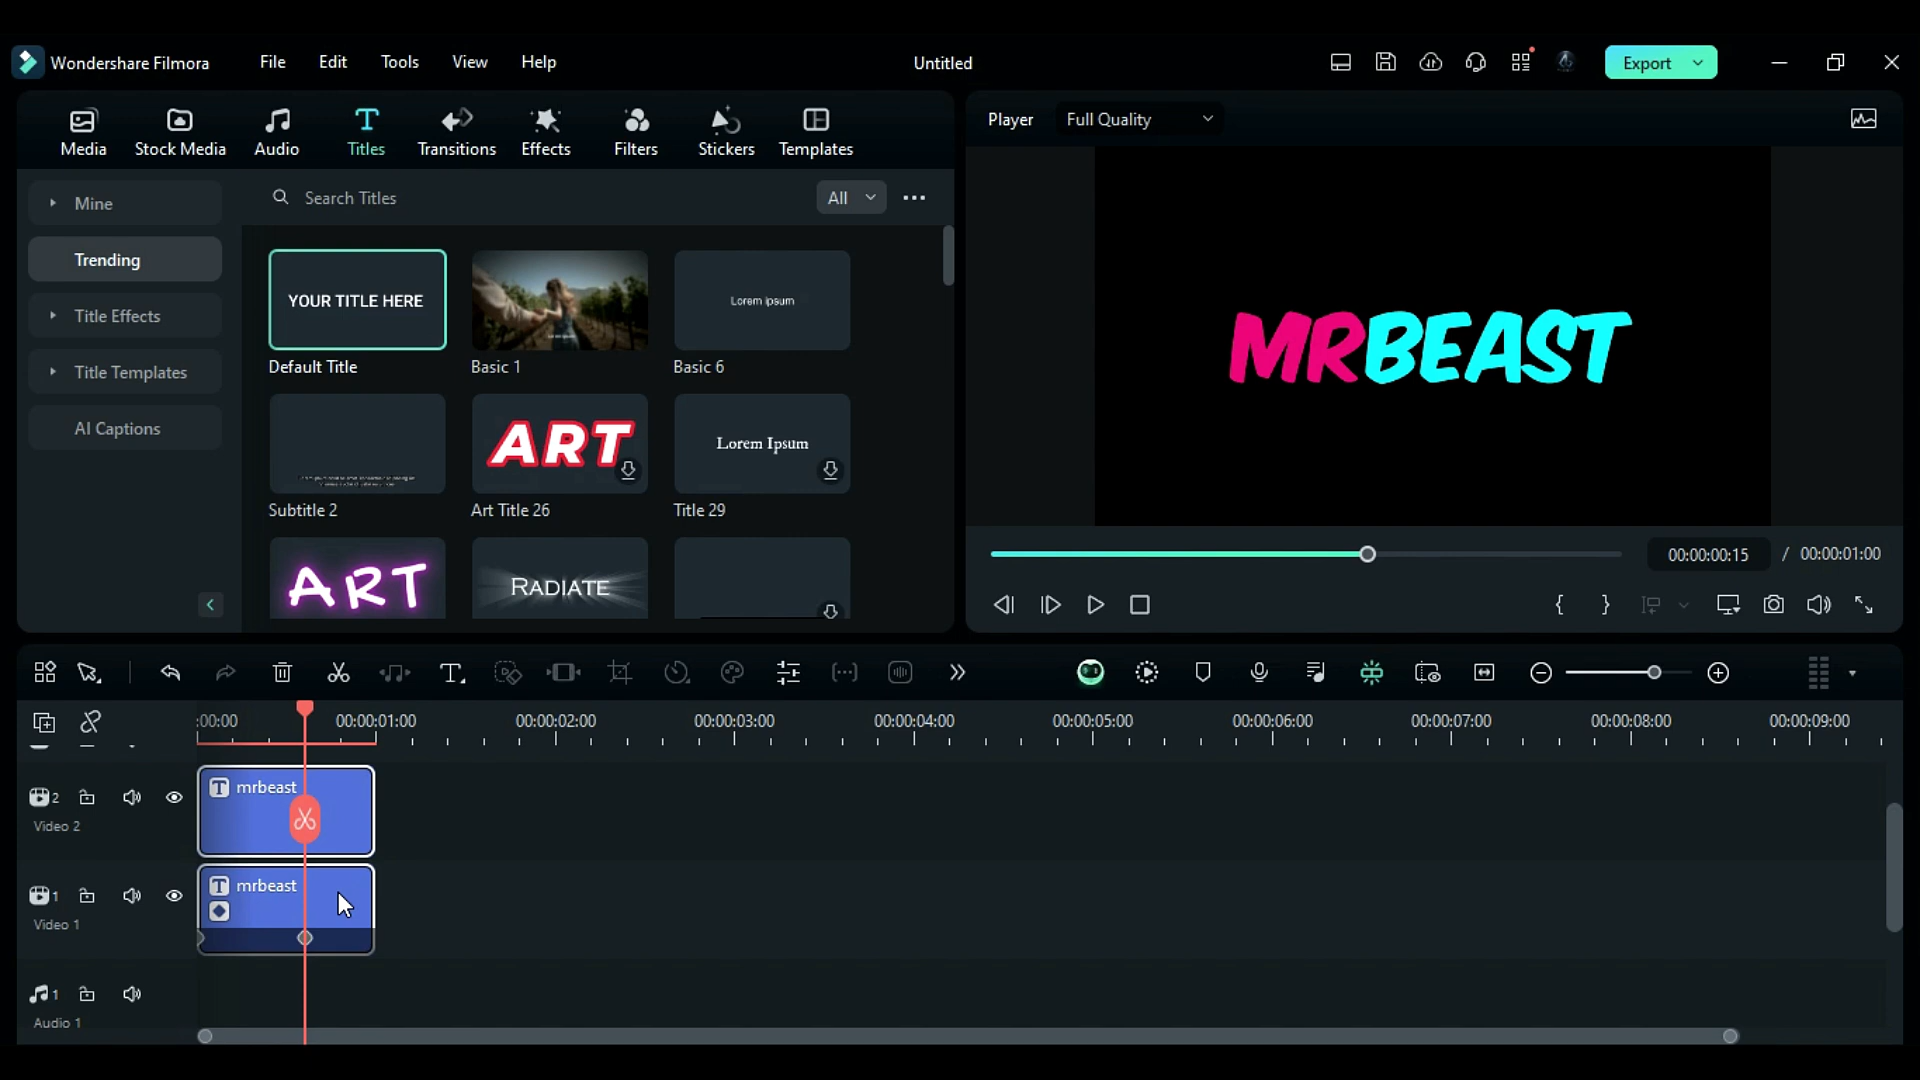 Wondershare Filmora File Edit Tools View Help Untitled Export
Media Stock Media Audio Titles Transitions Effects Filters Stickers Templates
Player Full Quality
Mine
Trending
Title Effects
Title Templates
AI Captions
Search Titles All
YOUR TITLE HERE
Lorem ipsum
Default Title Basic 1 Basic 6
ART
Lorem Ipsum
Subtitle 2 Art Title 26 Title 29
ART
RADIATE
MRBEAST
00:00:00:15 / 00:00:01:00
:00:00 00:00:01:00 00:00:02:00 00:00:03:00 00:00:04:00 00:00:05:00 00:00:06:00 00:00:07:00 00:00:08:00 00:00:09:00
2
Video 2
T mrbeast
1
Video 1
T mrbeast
1
Audio 1